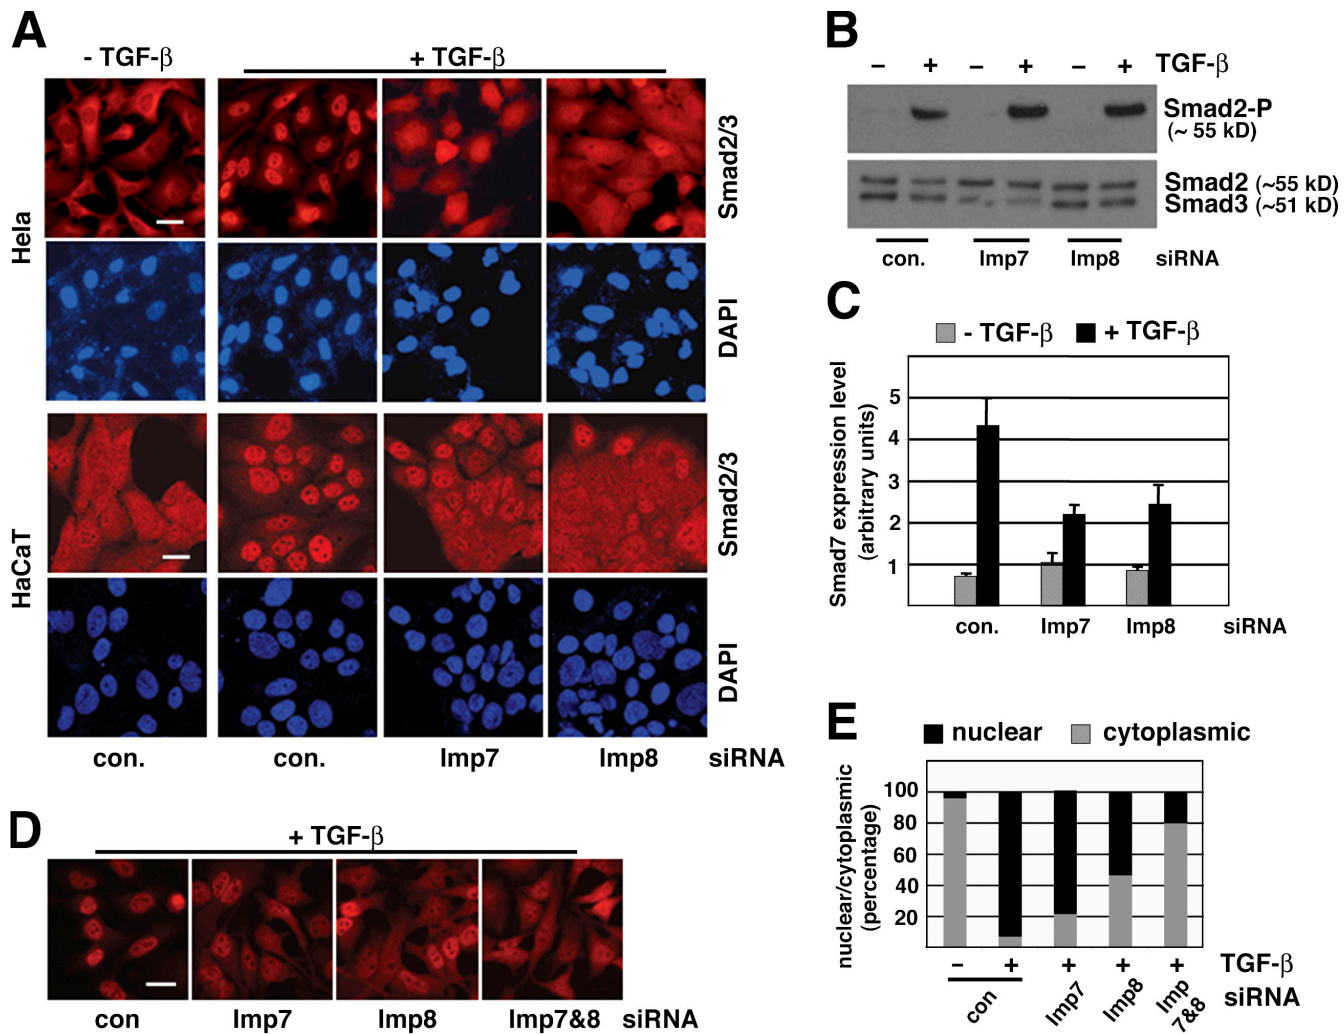 A
- TGF-β
+ TGF-β
Hela
Smad2/3
DAPI
HaCaT
Smad2/3
DAPI
con.
con.
Imp7
Imp8
siRNA
B
− + − + − + TGF-β
Smad2-P
(~ 55 kD)
Smad2 (~55 kD)
Smad3 (~51 kD)
con. Imp7 Imp8 siRNA
C
- TGF-β + TGF-β
Smad7 expression level
(arbitrary units)
5
4
3
2
1
con. Imp7 Imp8 siRNA
D
+ TGF-β
con Imp7 Imp8 Imp7&8 siRNA
E
nuclear cytoplasmic
nuclear/cytoplasmic
(percentage)
100
80
60
40
20
− + + + + TGF-β
con Imp7 Imp8 Imp
7&8 siRNA